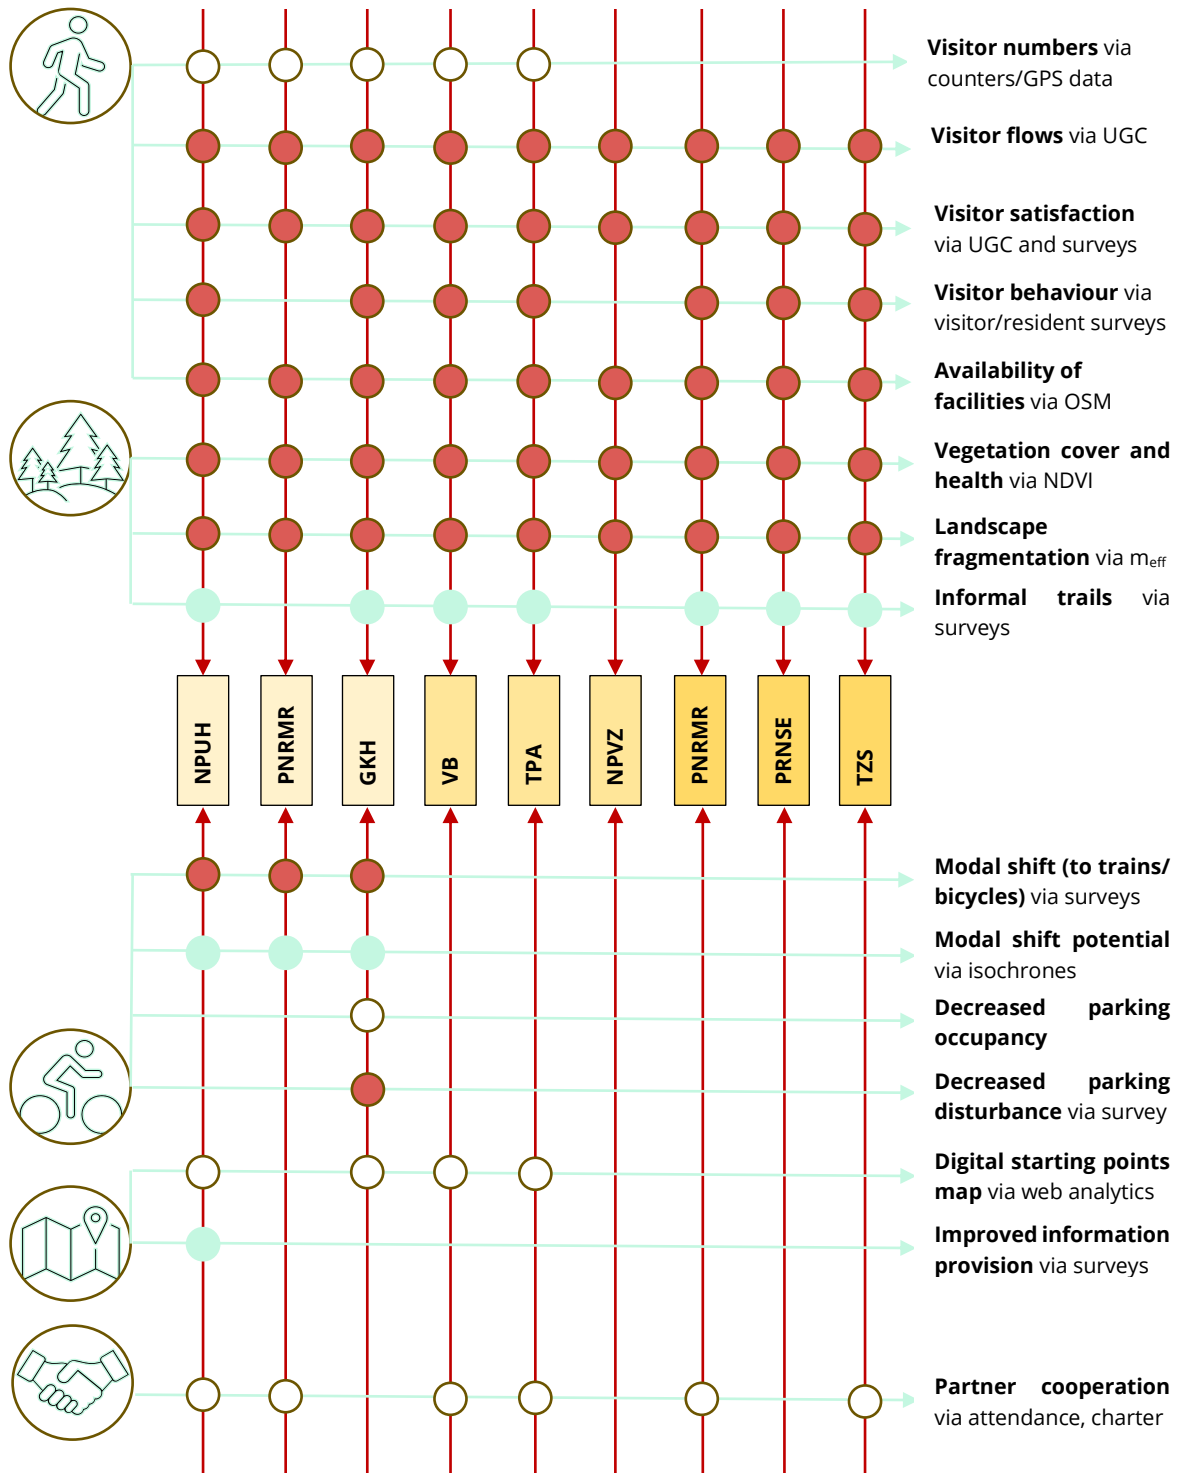 Visitor numbers via
counters/GPS data
Visitor flows via UGC
Visitor satisfaction
via UGC and surveys
Visitor behaviour via
visitor/resident surveys
Availability of
facilities via OSM
Vegetation cover and
health via NDVI
Landscape
fragmentation via meff
Informal trails via
surveys
NPUH
PNRMR
GKH
VB
TPA
NPVZ
PNRMR
PRNSE
TZS
Modal shift (to trains/
bicycles) via surveys
Modal shift potential
via isochrones
Decreased parking
occupancy
Decreased parking
disturbance via survey
Digital starting points
map via web analytics
Improved information
provision via surveys
Partner cooperation
via attendance, charter